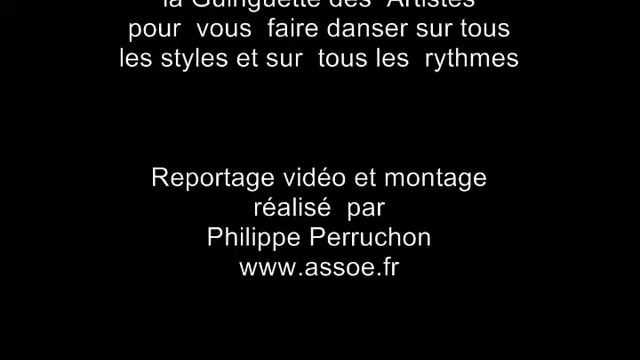 la Guinguette des Artistes
pour vous faire danser sur tous
les styles et sur tous les rythmes
Reportage vidéo et montage
réalisé par
Philippe Perruchon
www.assoe.fr